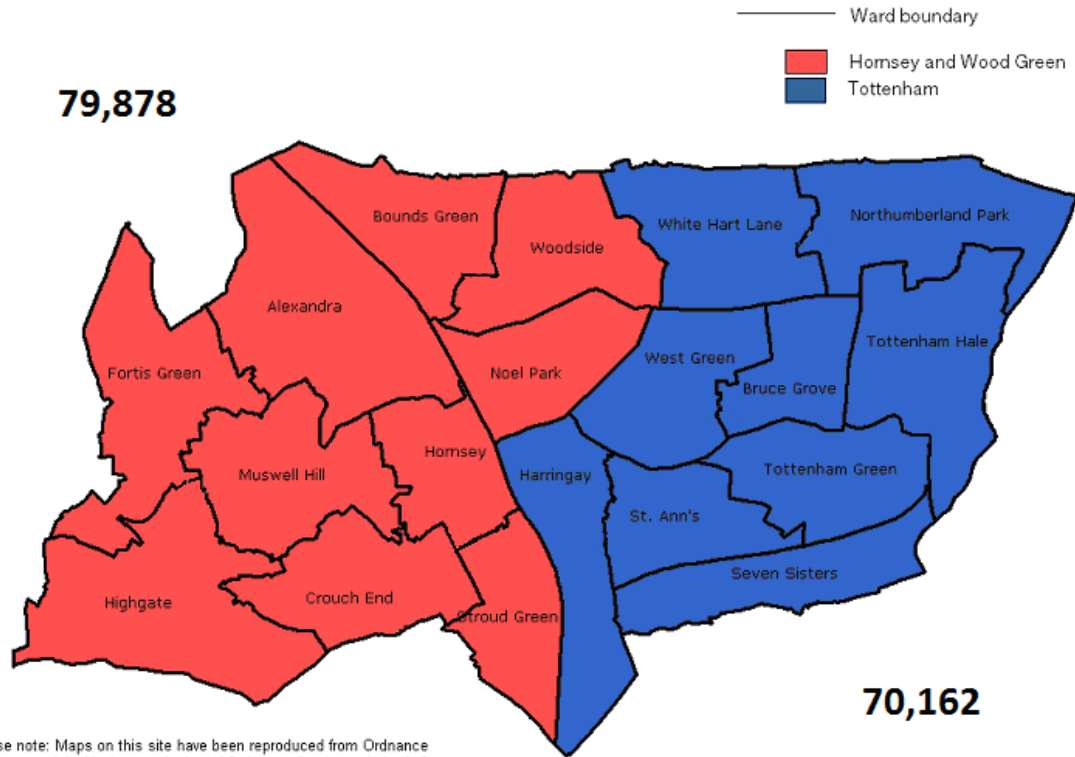 Ward boundary
Hornsey and Wood Green
Tottenham
79,878
Bounds Green
Woodside
White Hart Lane
Northumberland Park
Alexandra
Fortis Green
Noel Park
West Green
Tottenham Hale
Bruce Grove
Hornsey
Muswell Hill
Harringay
Tottenham Green
St. Ann's
Seven Sisters
Highgate
Crouch End
Stroud Green
70,162
se note: Maps on this site have been reproduced from Ordnance